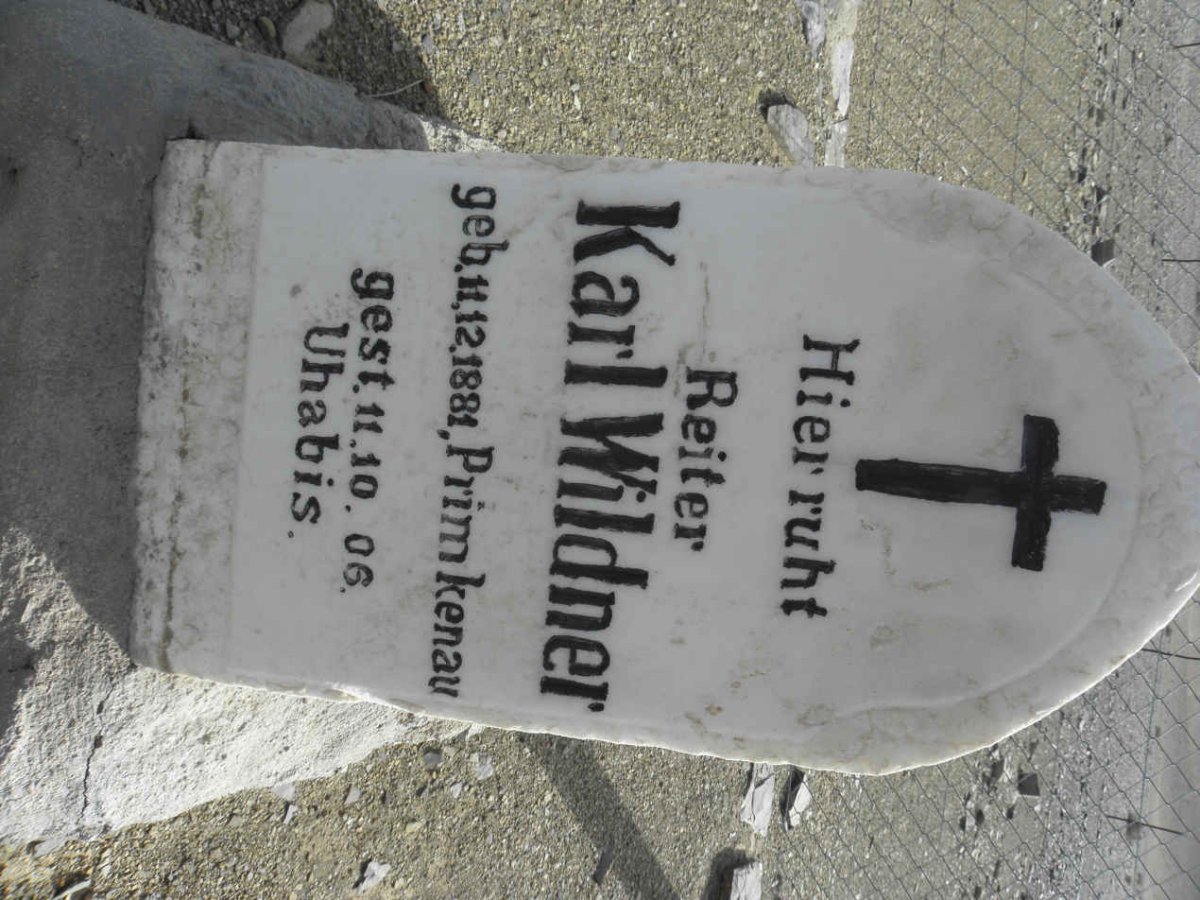 Hier ruht
Reiter
Karl Wildner
geb. 11.12.1881, Primkenau
gest. 11.10.06.
Uhabis.